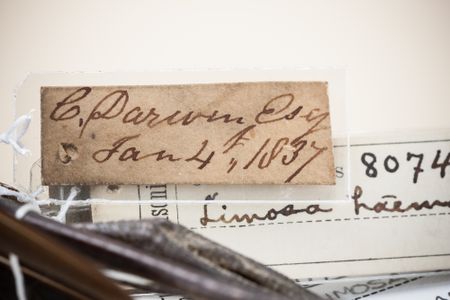 C. Darwin Esq
Jan 4th, 1837
8074
Limosa haem